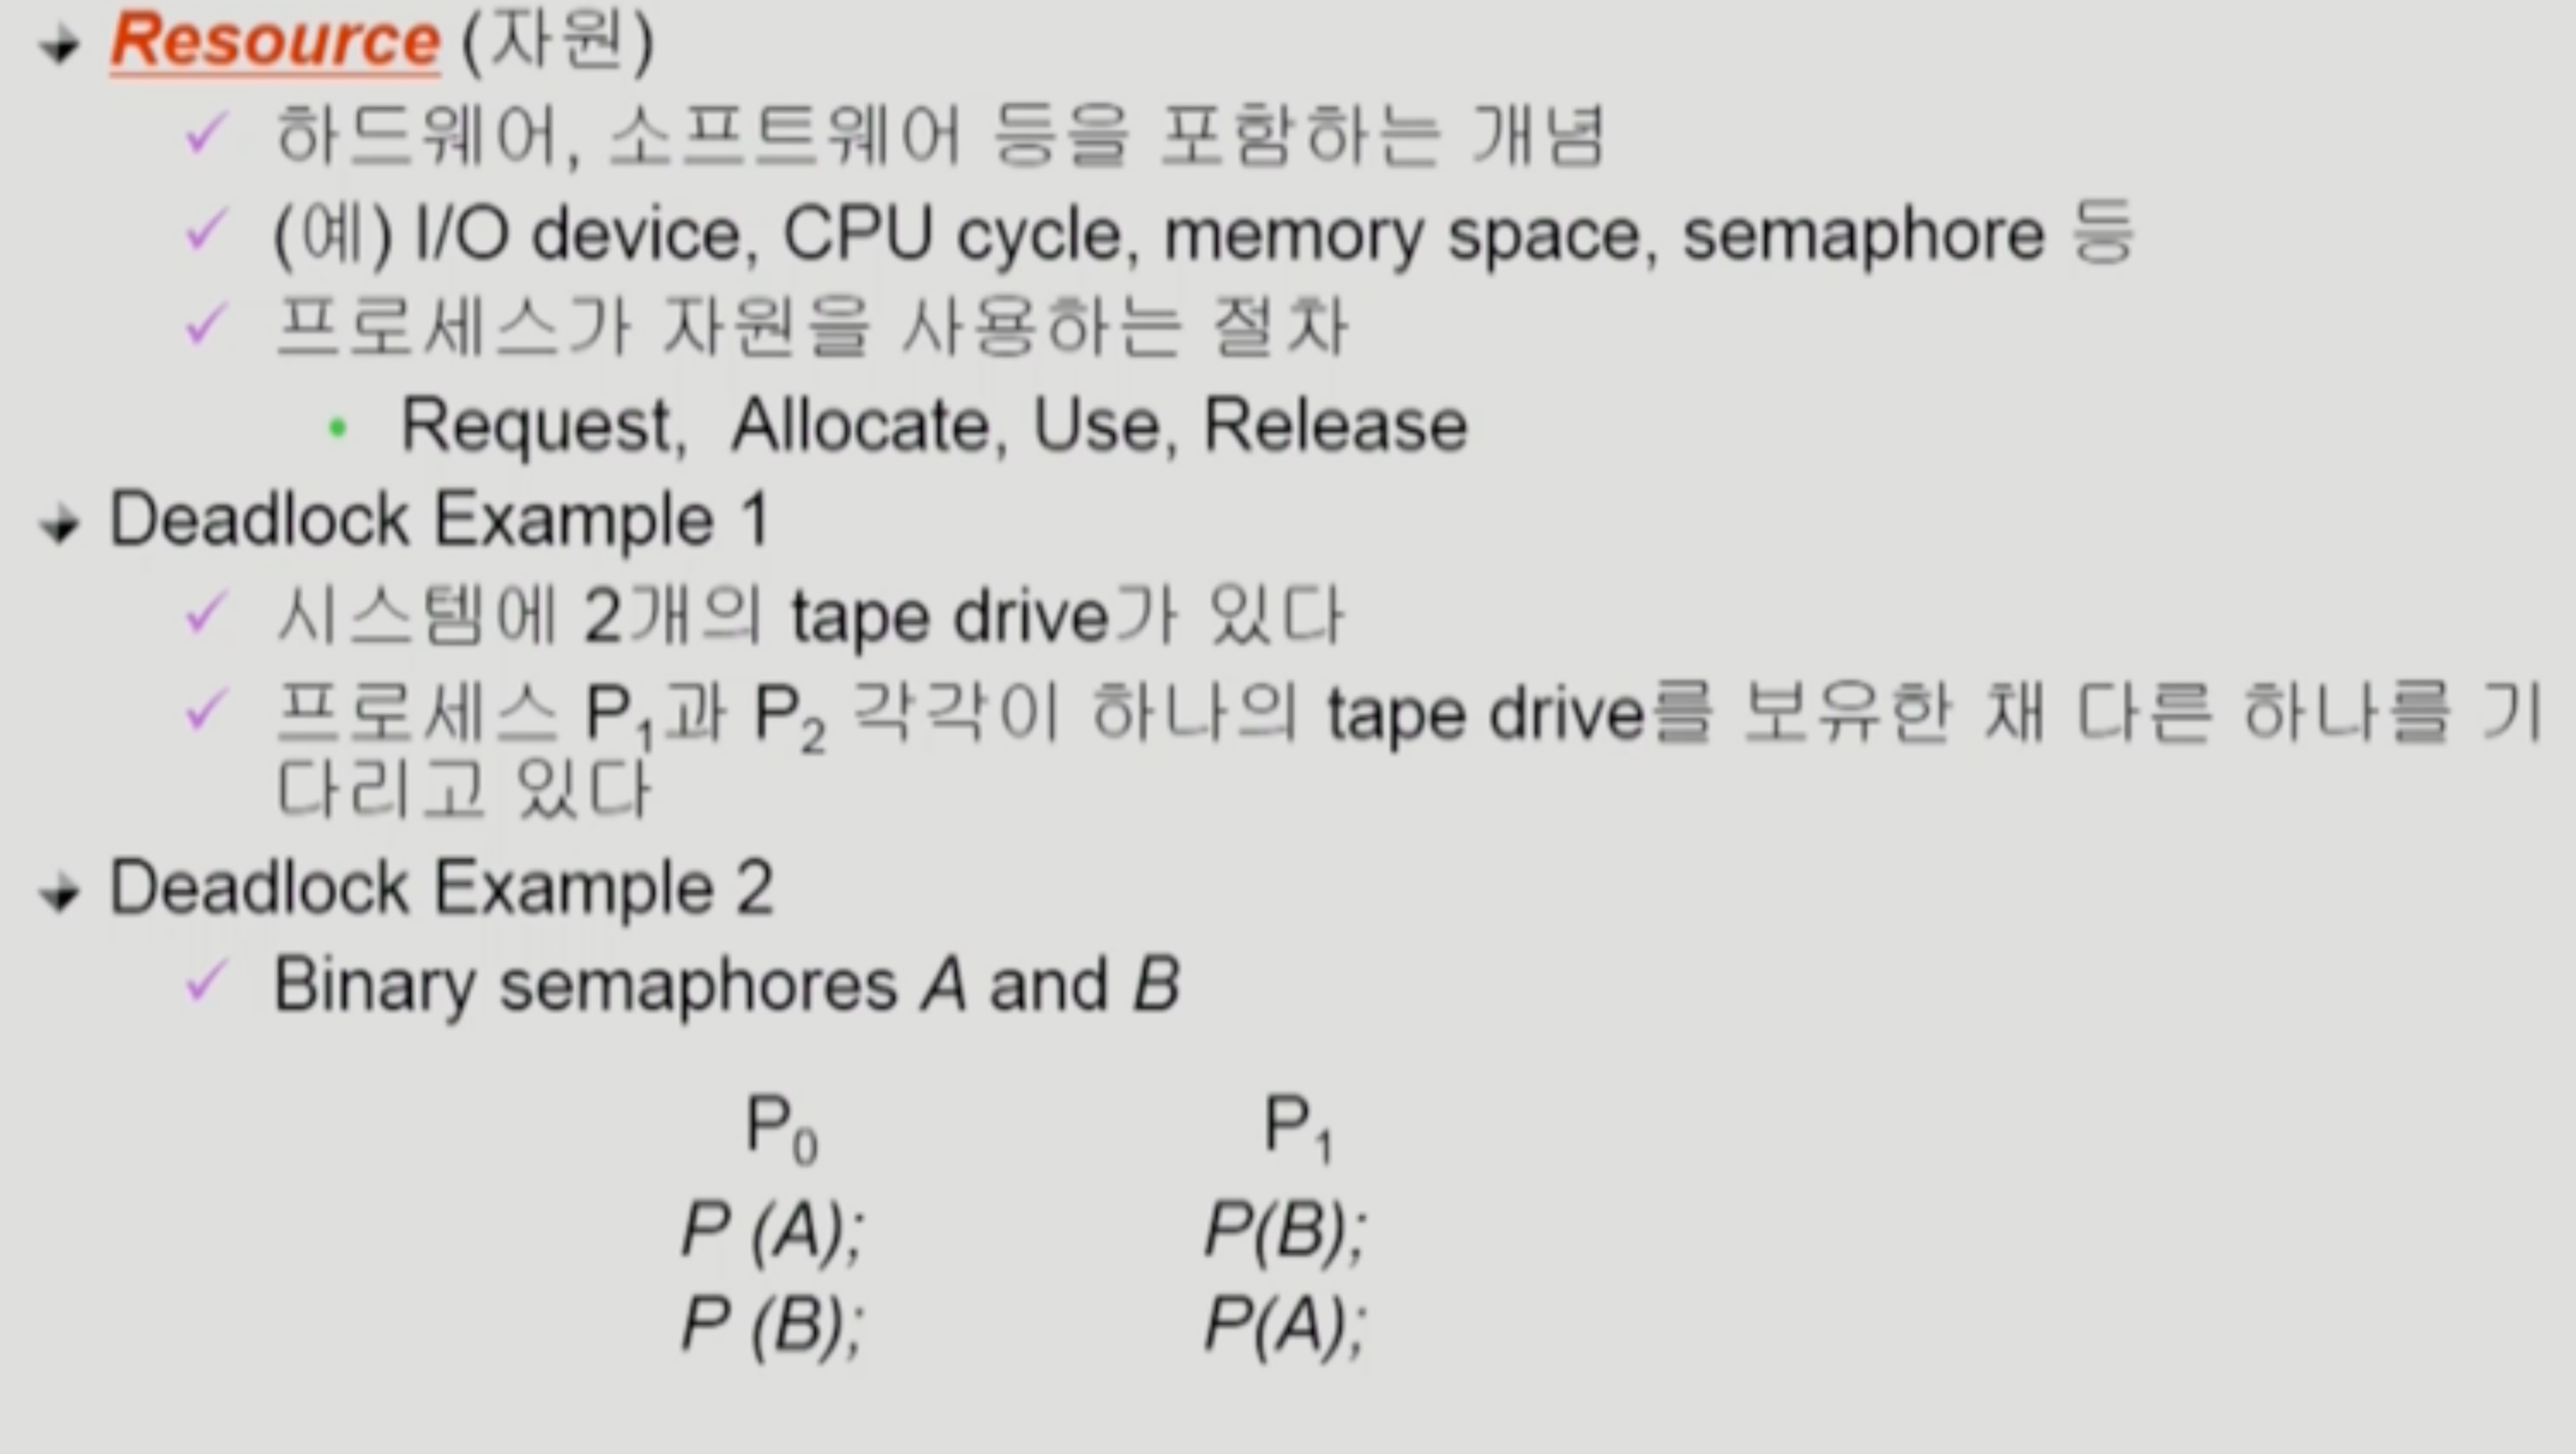 Resource (자원)
하드웨어, 소프트웨어 등을 포함하는 개념
(예) I/O device, CPU cycle, memory space, semaphore 등
프로세스가 자원을 사용하는 절차
Request, Allocate, Use, Release
Deadlock Example 1
시스템에 2개의 tape drive가 있다
프로세스 P₁과 P₂ 각각이 하나의 tape drive를 보유한 채 다른 하나를 기
다리고 있다
Deadlock Example 2
Binary semaphores A and B
P₀ P₁
P (A); P(B);
P (B); P(A);